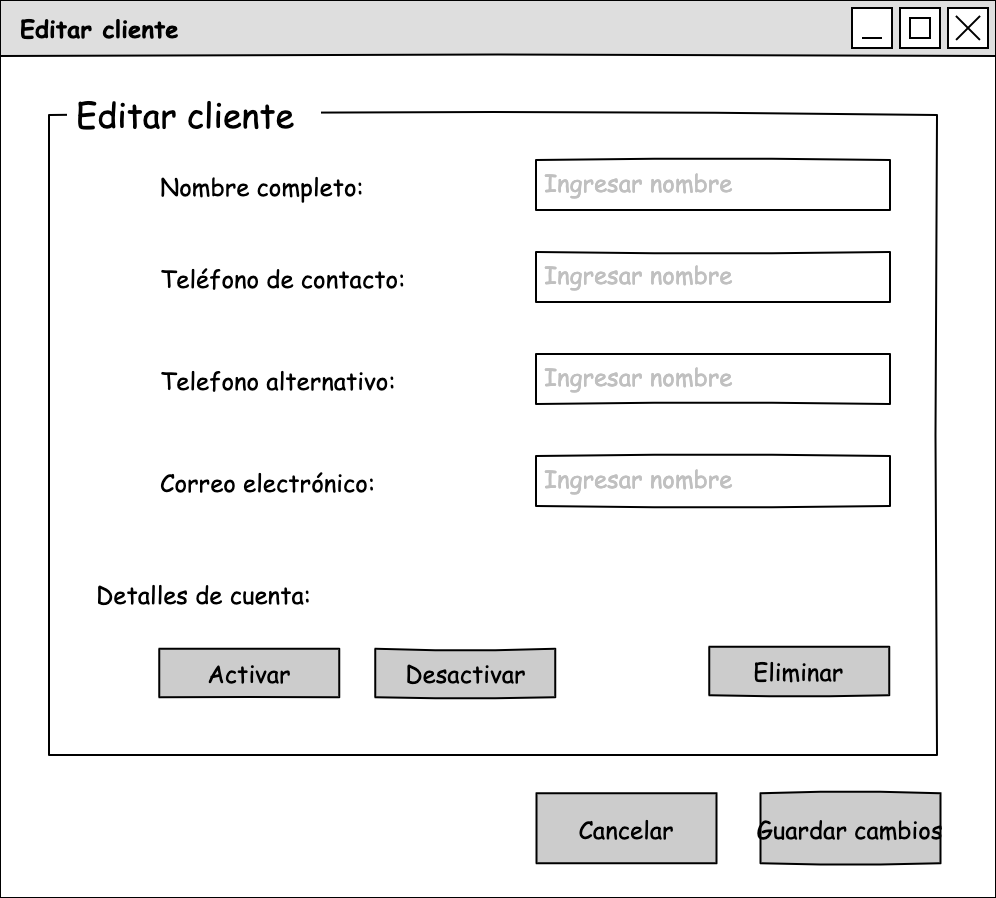 Editar cliente
Editar cliente
Nombre completo:
Ingresar nombre
Teléfono de contacto:
Ingresar nombre
Telefono alternativo:
Ingresar nombre
Correo electrónico:
Ingresar nombre
Detalles de cuenta:
Activar
Desactivar
Eliminar
Cancelar
Guardar cambios